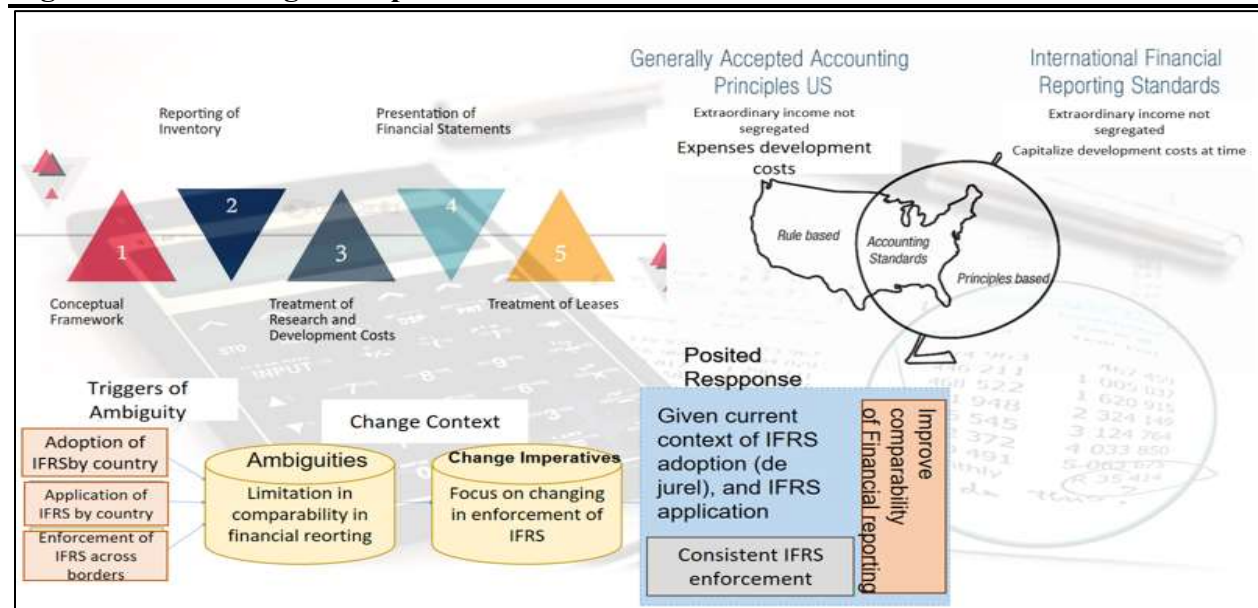 Reporting of
Inventory
Presentation of
Financial Statements
1
2
3
4
5
Conceptual
Framework
Treatment of
Research and
Development Costs
Treatment of Leases
Generally Accepted Accounting
Principles US
Extraordinary income not
segregated
Expenses development
costs
International Financial
Reporting Standards
Extraordinary income not
segregated
Capitalize development costs at time
Rule based
Accounting
Standards
Principles based
Triggers of
Ambiguity
Adoption of
IFRSby country
Application of
IFRS by country
Enforcement of
IFRS across
borders
Change Context
Ambiguities
Limitation in
comparability in
financial reorting
Change Imperatives
Focus on changing
in enforcement of
IFRS
Posited
Respponse
Given current
context of IFRS
adoption (de
jurel), and IFRS
application
Consistent IFRS
enforcement
Improve
comparability
of Financial reporting